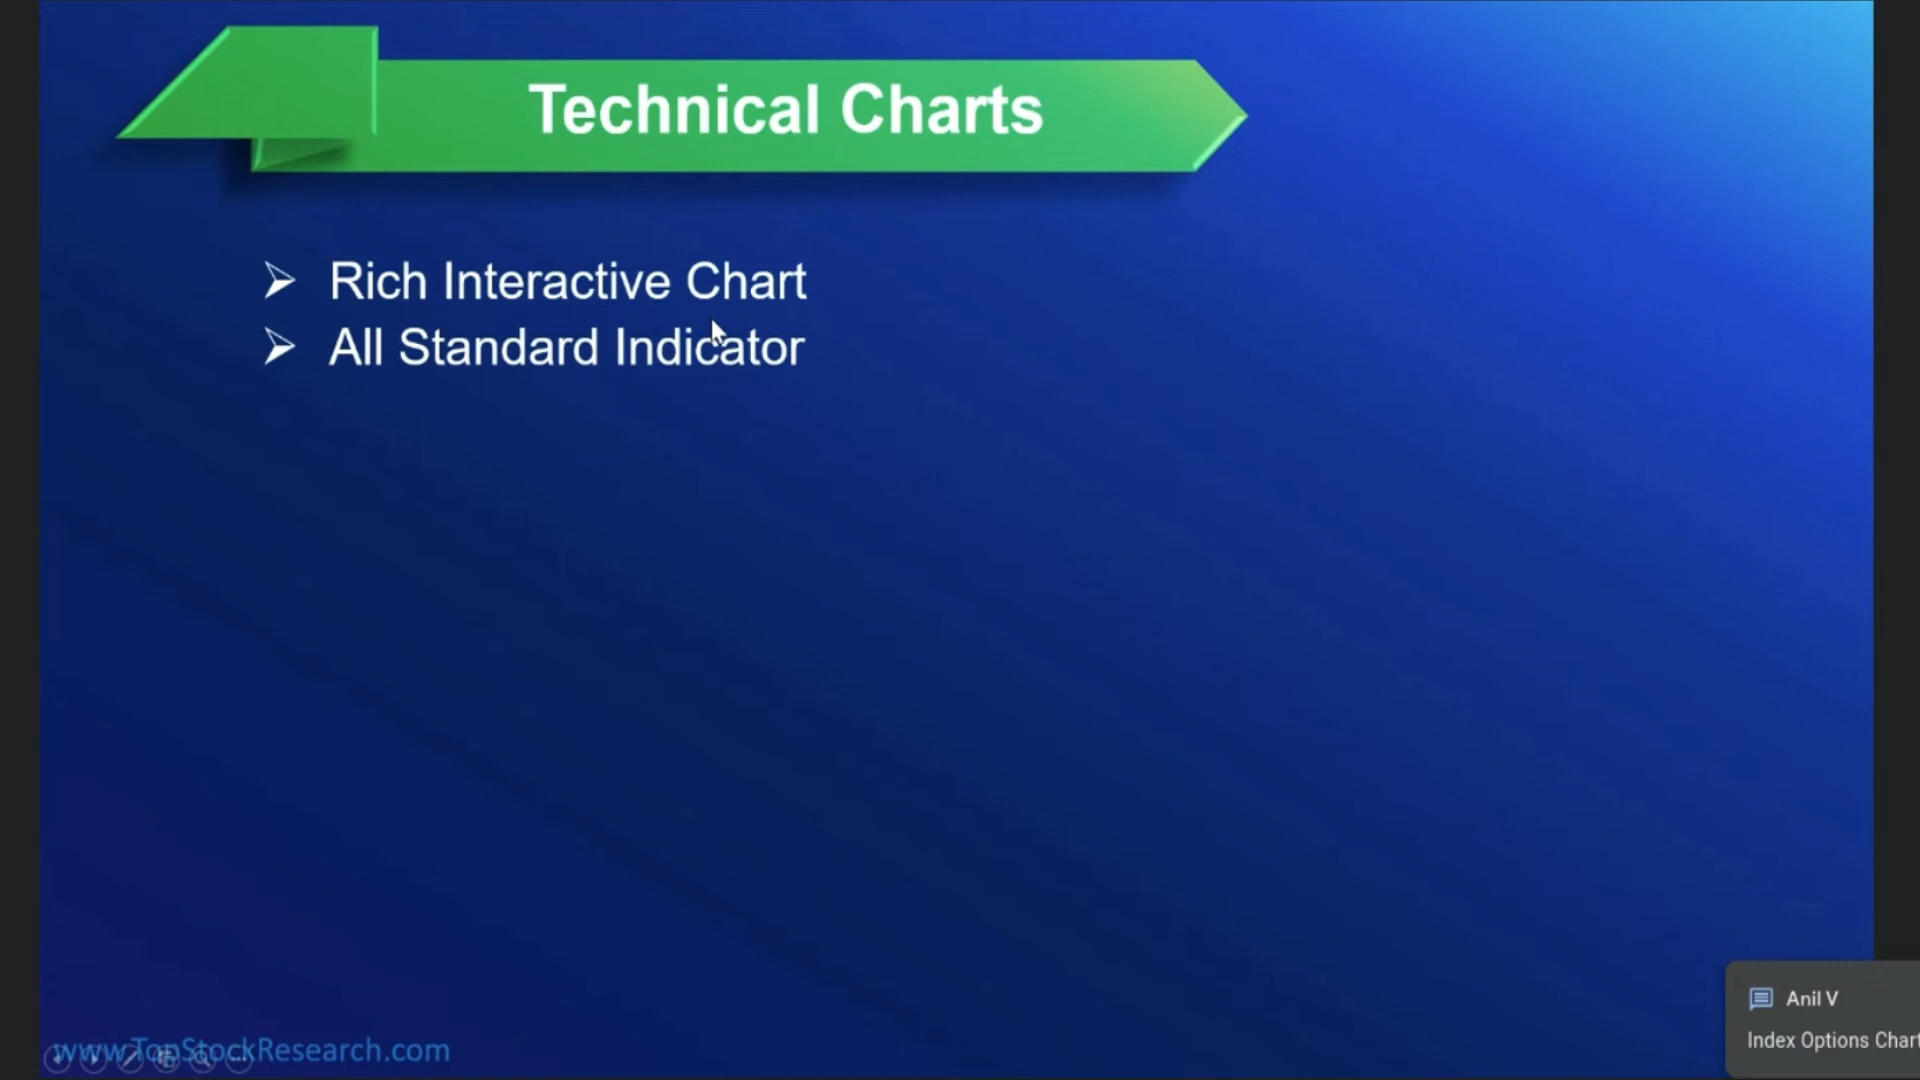 Technical Charts
Rich Interactive Chart
All Standard Indicator
www.TopStockResearch.com
Anil V
Index Options Chart